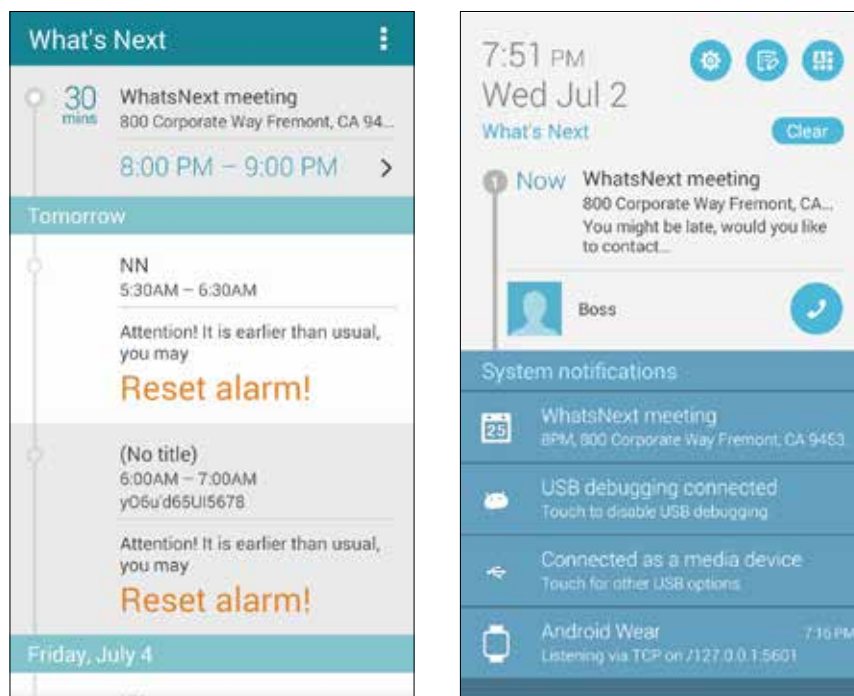 What's Next
30
mins
WhatsNext meeting
800 Corporate Way Fremont, CA 94...
8:00 PM – 9:00 PM
Tomorrow
NN
5:30AM – 6:30AM
Attention! It is earlier than usual,
you may
Reset alarm!
(No title)
6:00AM – 7:00AM
yO6u'd65UI5678
Attention! It is earlier than usual,
you may
Reset alarm!
Friday, July 4
7:51 PM
Wed Jul 2
What's Next
Clear
1
Now
WhatsNext meeting
800 Corporate Way Fremont, CA...
You might be late, would you like
to contact...
Boss
System notifications
25
WhatsNext meeting
8PM, 800 Corporate Way Fremont, CA 9453
USB debugging connected
Touch to disable USB debugging
Connected as a media device
Touch for other USB options
Android Wear
7:16 PM
Listening via TCP on /127.0.0.1:5601